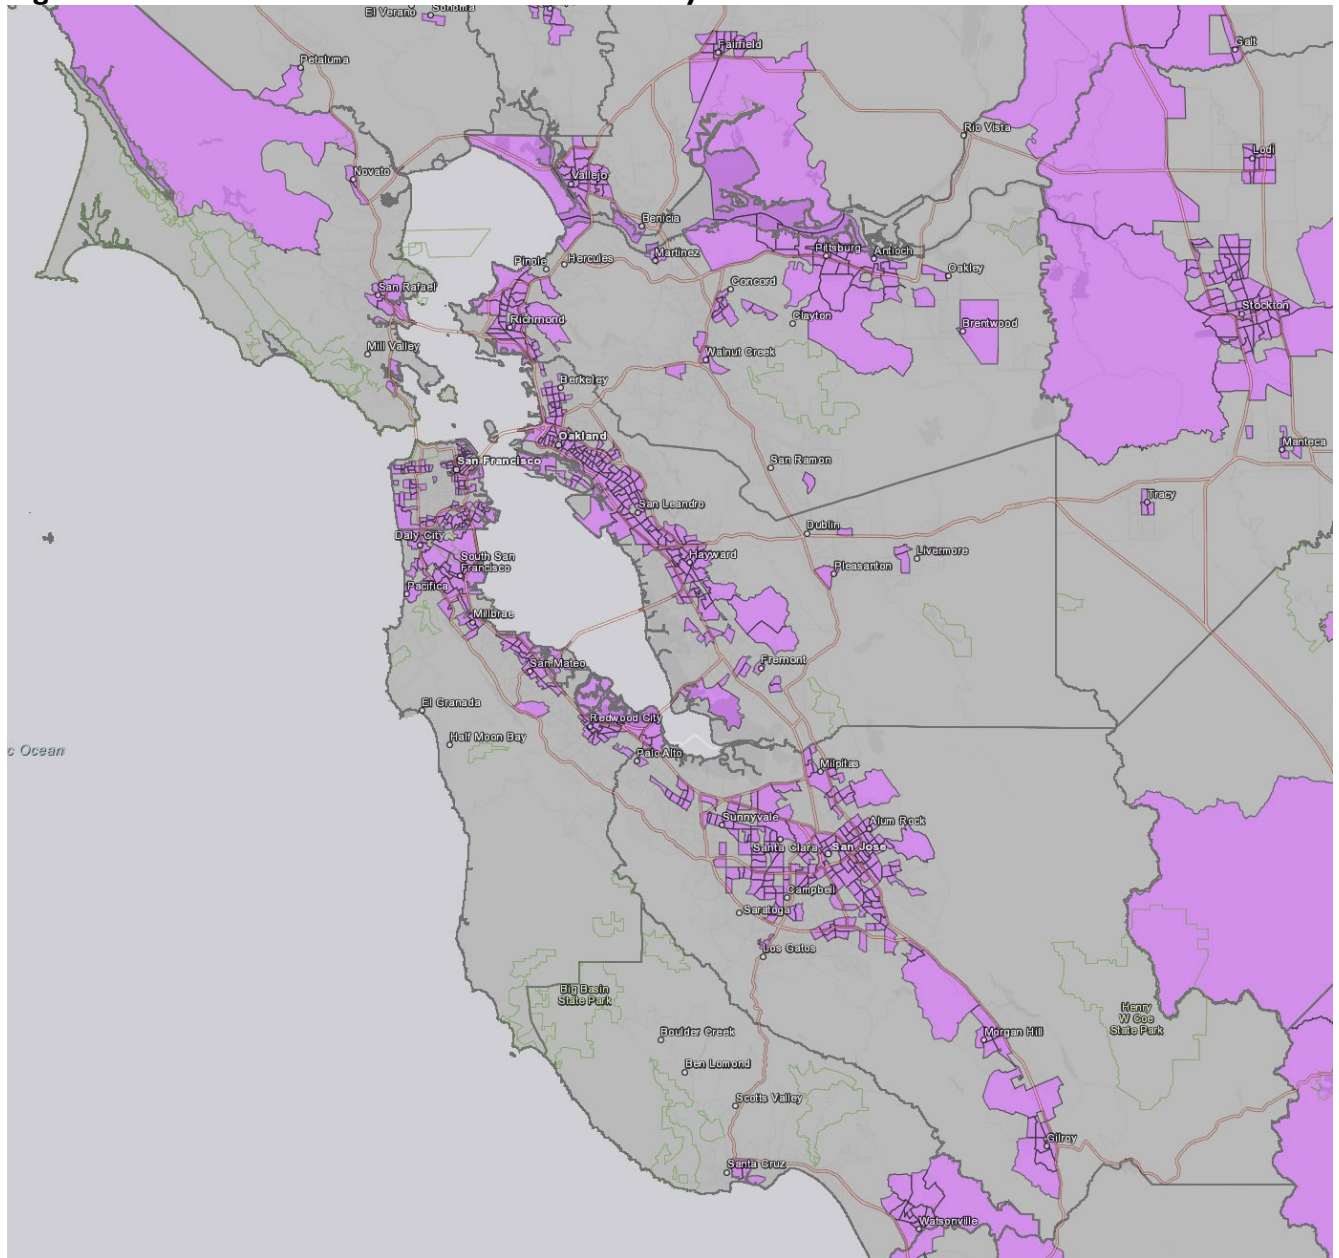 El Verano
Sonoma
Fairfield
Galt
Petaluma
Rio Vista
Lodi
Novato
Vallejo
Benicia
Martinez
Pittsburg
Antioch
Pinole
Hercules
Oakley
San Rafael
Concord
Stockton
Richmond
Clayton
Brentwood
Mill Valley
Walnut Creek
Berkeley
Oakland
Manteca
San Francisco
San Ramon
Tracy
San Leandro
Dublin
Daly City
Hayward
Livermore
South San
Francisco
Pleasanton
Pacifica
Millbrae
San Mateo
Fremont
El Granada
Redwood City
Half Moon Bay
c Ocean
Palo Alto
Milpitas
Sunnyvale
Alum Rock
Santa Clara
San Jose
Campbell
Saratoga
Los Gatos
Big Basin
State Park
Henry
W Coe
State Park
Boulder Creek
Morgan Hill
Ben Lomond
Scotts Valley
Gilroy
Santa Cruz
Watsonville